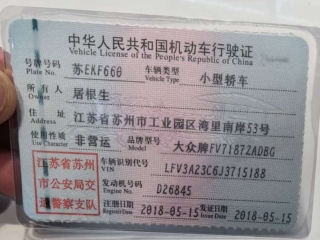 中华人民共和国机动车行驶证
Vehicle License of the People's Republic of China
号牌号码 苏EKF660 车辆类型 小型轿车
Plate No. Vehicle Type
所有人 居根生
Owner
住址 江苏省苏州市工业园区湾里南岸53号
Address
使用性质 非营运 品牌型号 大众牌FV71872ADBG
Use Character Model
江苏省苏州
市公安局交
通警察支队
车辆识别代号 LFV3A23C6J3715188
VIN
发动机号码 D26845
Engine No.
注册日期 2018-05-15 发证日期 2018-05-15
Register Date Issue Date